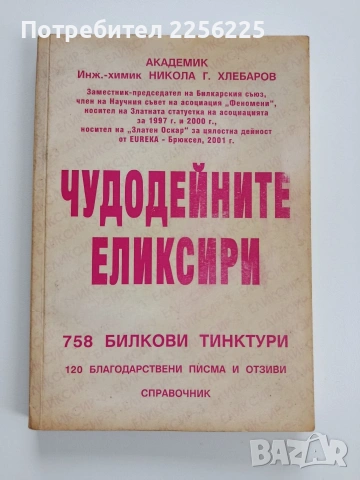 Потребител 2256225
АКАДЕМИК
Инж.-химик НИКОЛА Г. ХЛЕБАРОВ
Заместник-председател на Билкарския съюз,
член на Научния съвет на асоциация „Феномени",
носител на Златната статуетка на асоциацията
за 1997 г. и 2000 г.,
носител на „Златен Оскар" за цялостна дейност
от EUREKA - Брюксел, 2001 г.
ЧУДОДЕЙНИТЕ
ЕЛИКСИРИ
758 БИЛКОВИ ТИНКТУРИ
120 БЛАГОДАРСТВЕНИ ПИСМА И ОТЗИВИ
СПРАВОЧНИК
BAZAR